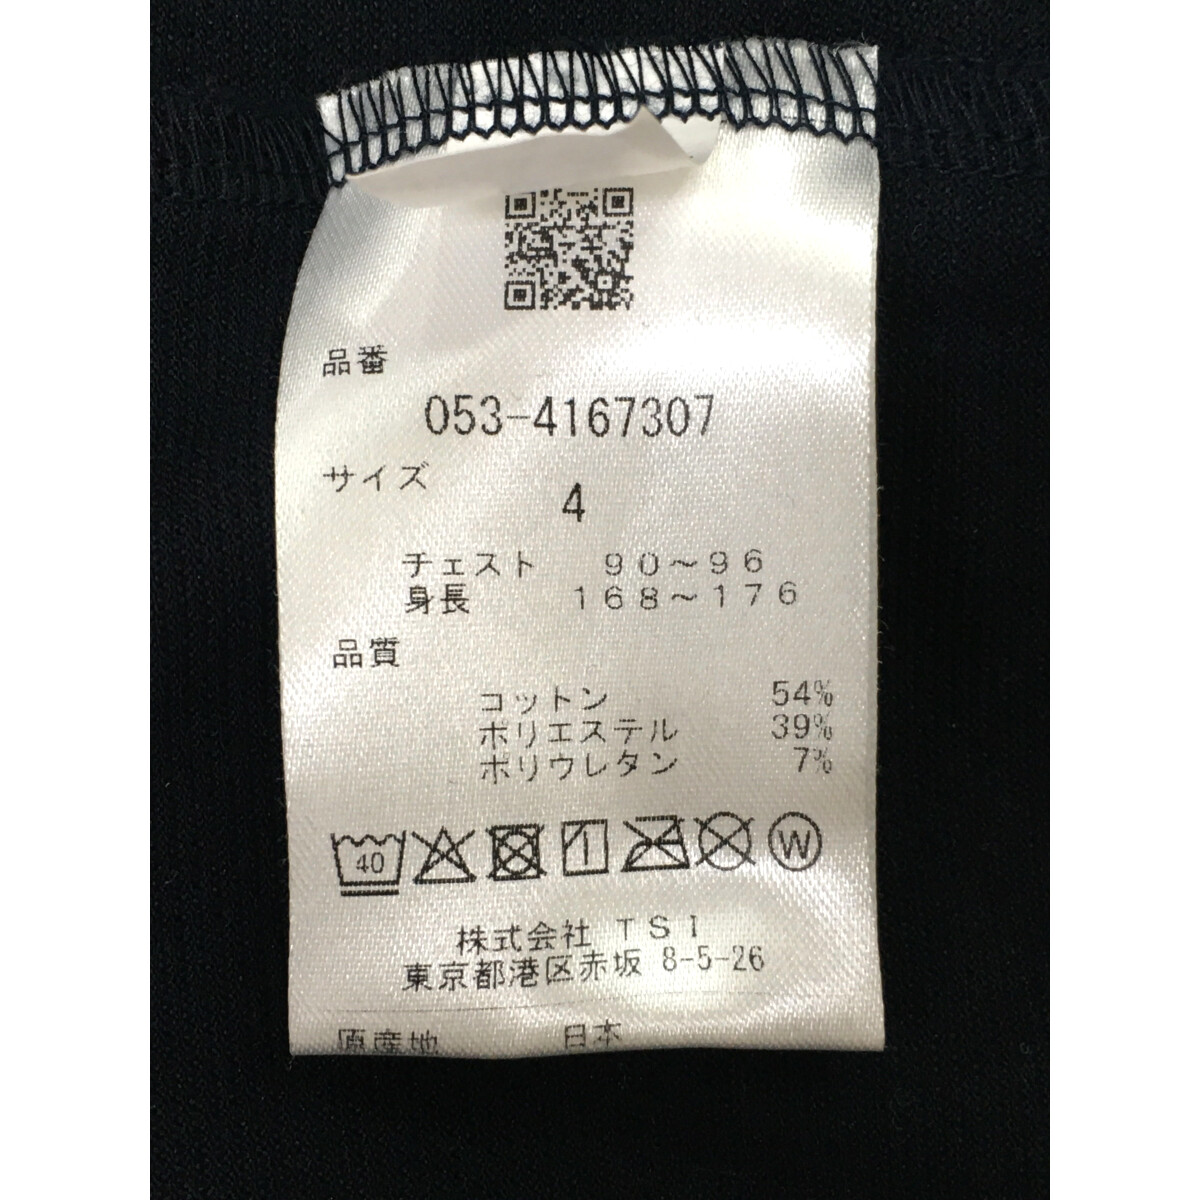 品番
053-4167307
サイズ
4
チェスト 90～96
身長 168～176
品質
コットン 54%
ポリエステル 39%
ポリウレタン 7%
40 W
株式会社 TSI
東京都港区赤坂 8-5-26
原産地 日本